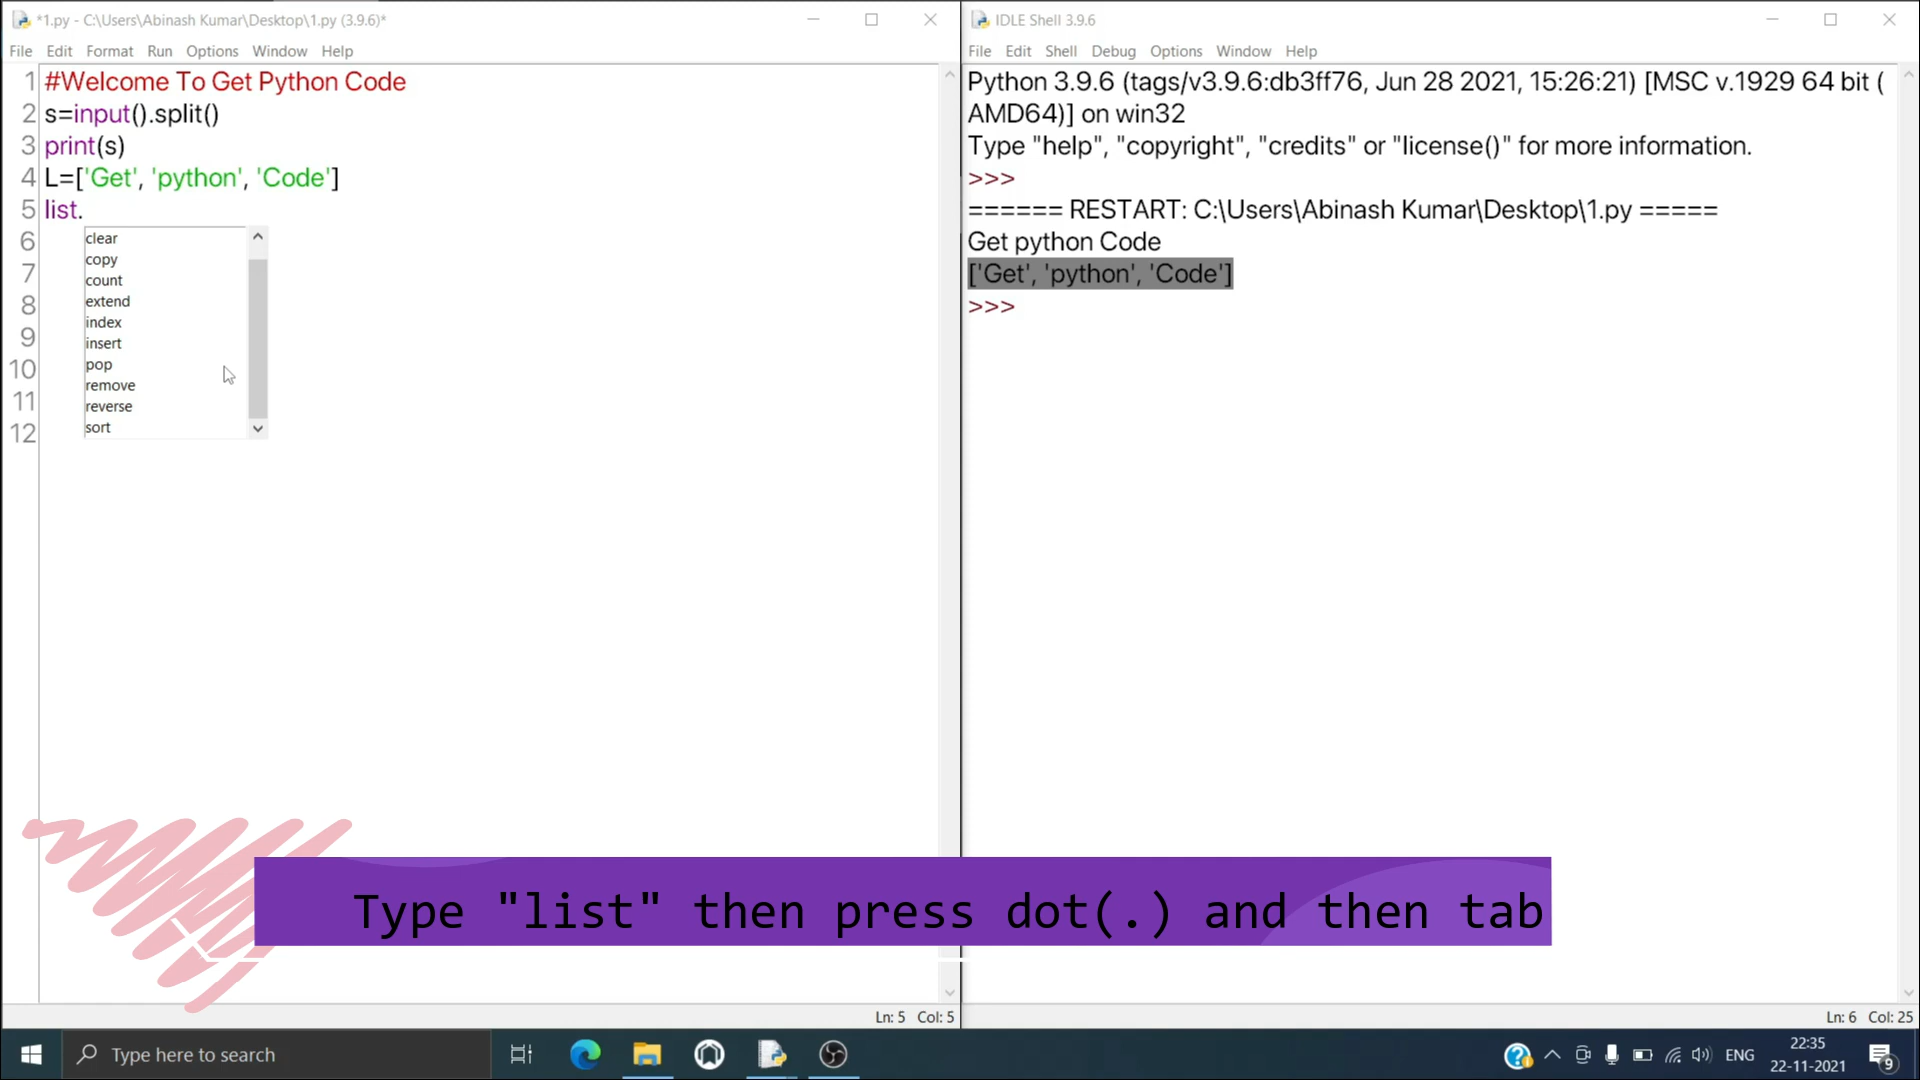 *1.py - C:\Users\Abinash Kumar\Desktop\1.py (3.9.6)*
File Edit Format Run Options Window Help
1 #Welcome To Get Python Code
2 s=input().split()
3 print(s)
4 L=['Get', 'python', 'Code']
5 list.
6
7
8
9
10
11
12
clear
copy
count
extend
index
insert
pop
remove
reverse
sort
Ln: 5 Col: 5
IDLE Shell 3.9.6
File Edit Shell Debug Options Window Help
Python 3.9.6 (tags/v3.9.6:db3ff76, Jun 28 2021, 15:26:21) [MSC v.1929 64 bit (
AMD64)] on win32
Type "help", "copyright", "credits" or "license()" for more information.
>>>
====== RESTART: C:\Users\Abinash Kumar\Desktop\1.py =====
Get python Code
['Get', 'python', 'Code']
>>>
Type "list" then press dot(.) and then tab
Ln: 6 Col: 25
Type here to search
ENG
22:35
22-11-2021
9